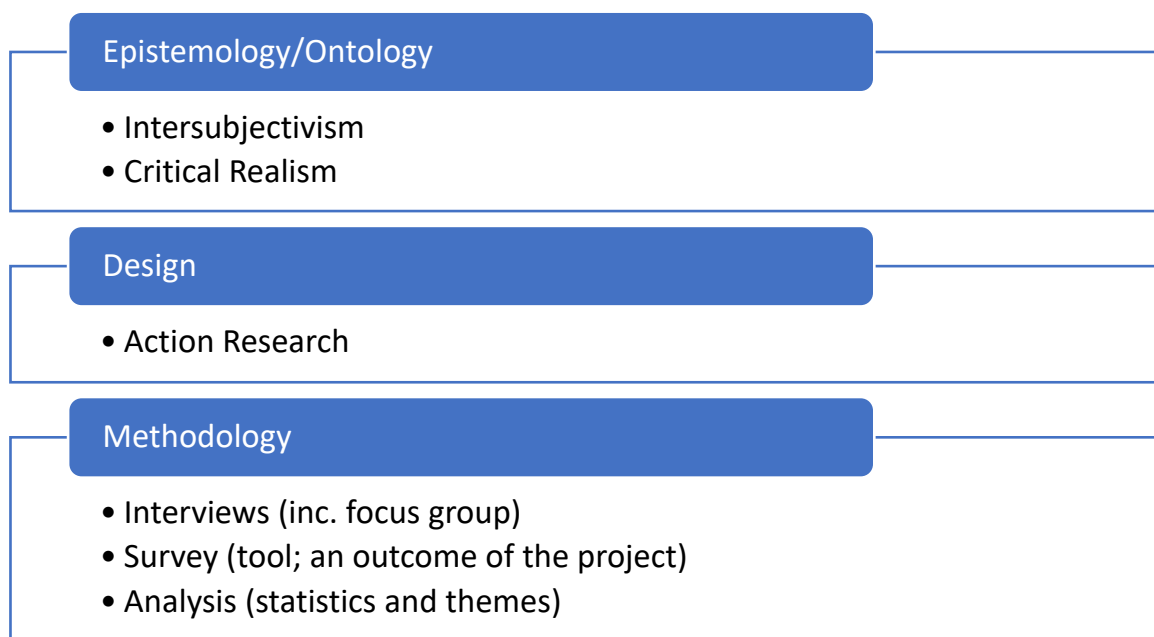 Epistemology/Ontology
• Intersubjectivism
• Critical Realism
Design
• Action Research
Methodology
• Interviews (inc. focus group)
• Survey (tool; an outcome of the project)
• Analysis (statistics and themes)